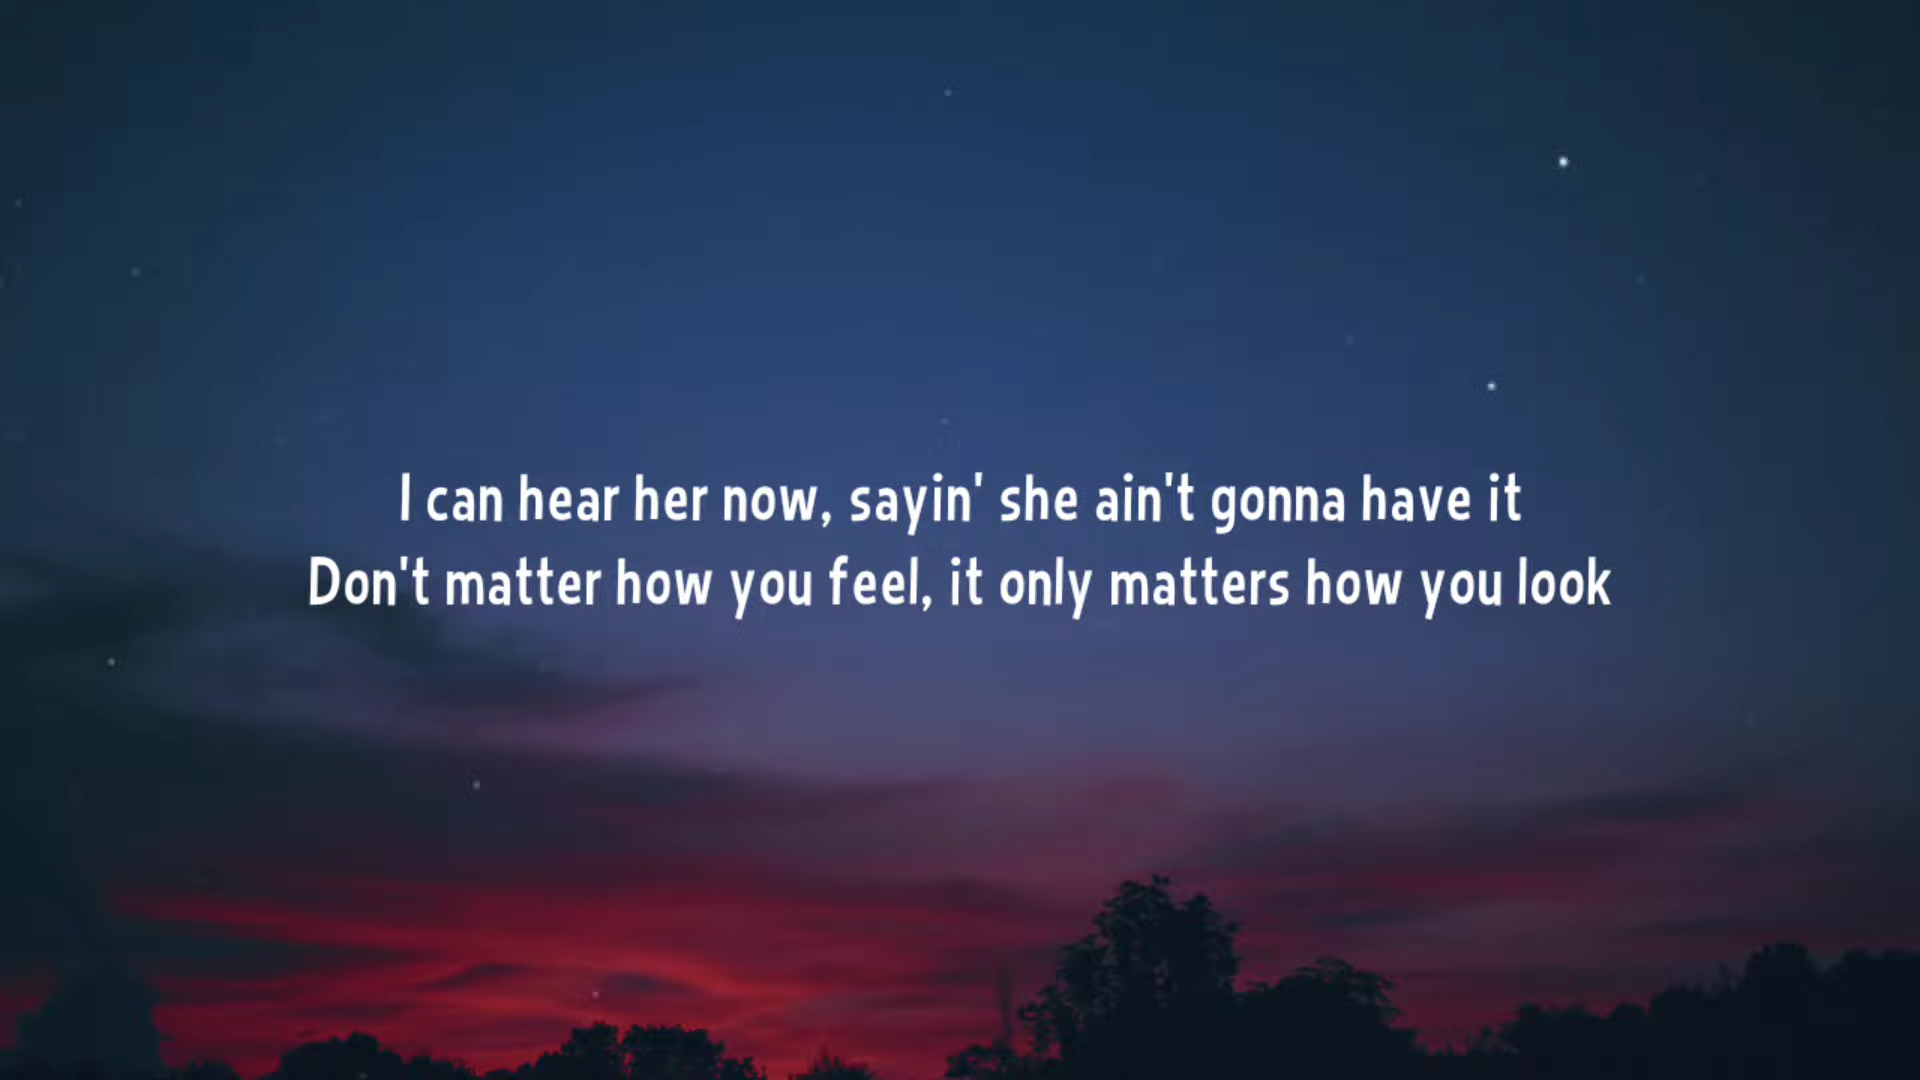 I can hear her now, sayin' she ain't gonna have it
Don't matter how you feel, it only matters how you look